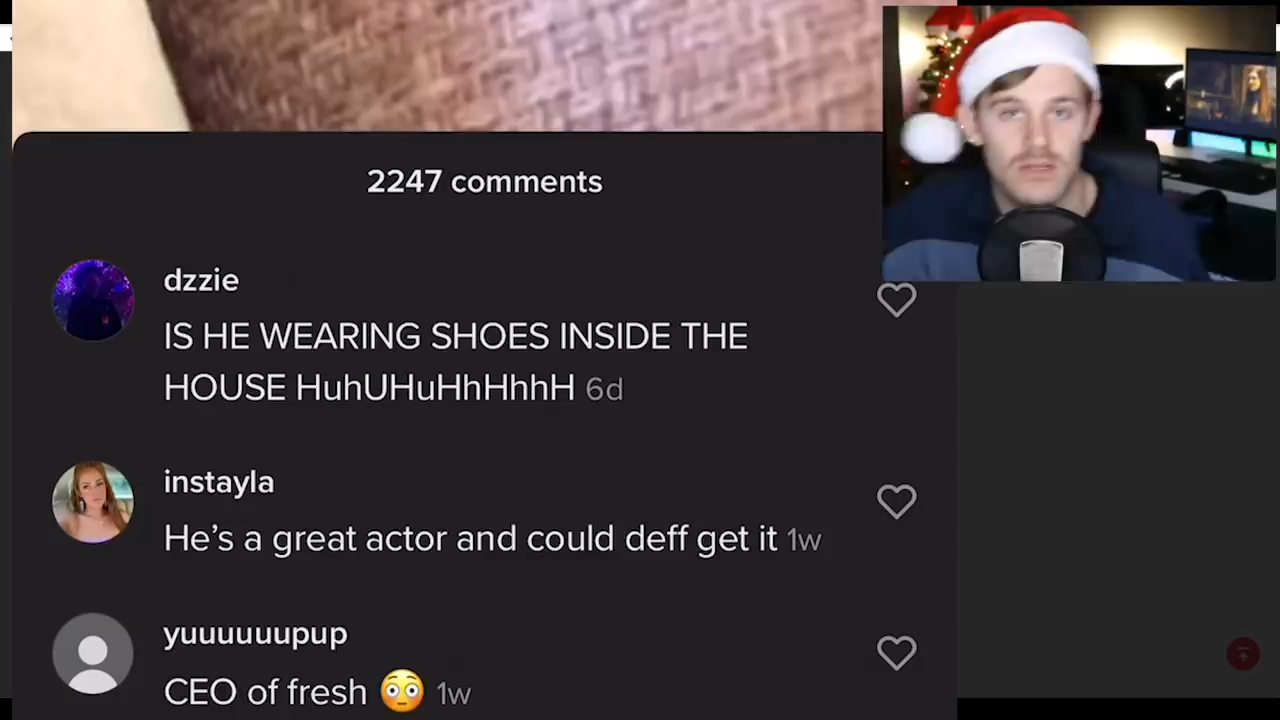 2247 comments
dzzie
IS HE WEARING SHOES INSIDE THE
HOUSE HuhUHuHhHhhH 6d
instayla
He’s a great actor and could deff get it 1w
yuuuuuupup
CEO of fresh 😳 1w